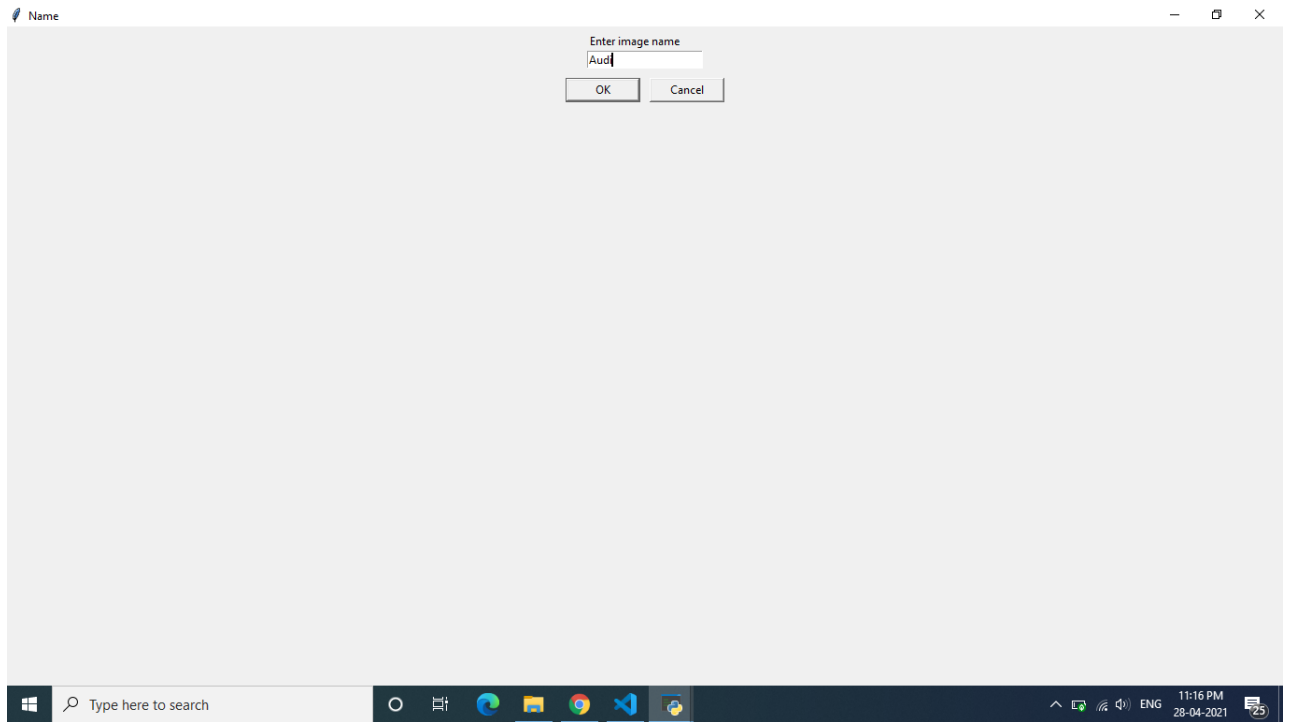 Name
Enter image name
Audi
OK Cancel
Type here to search
ENG
11:16 PM
28-04-2021
25